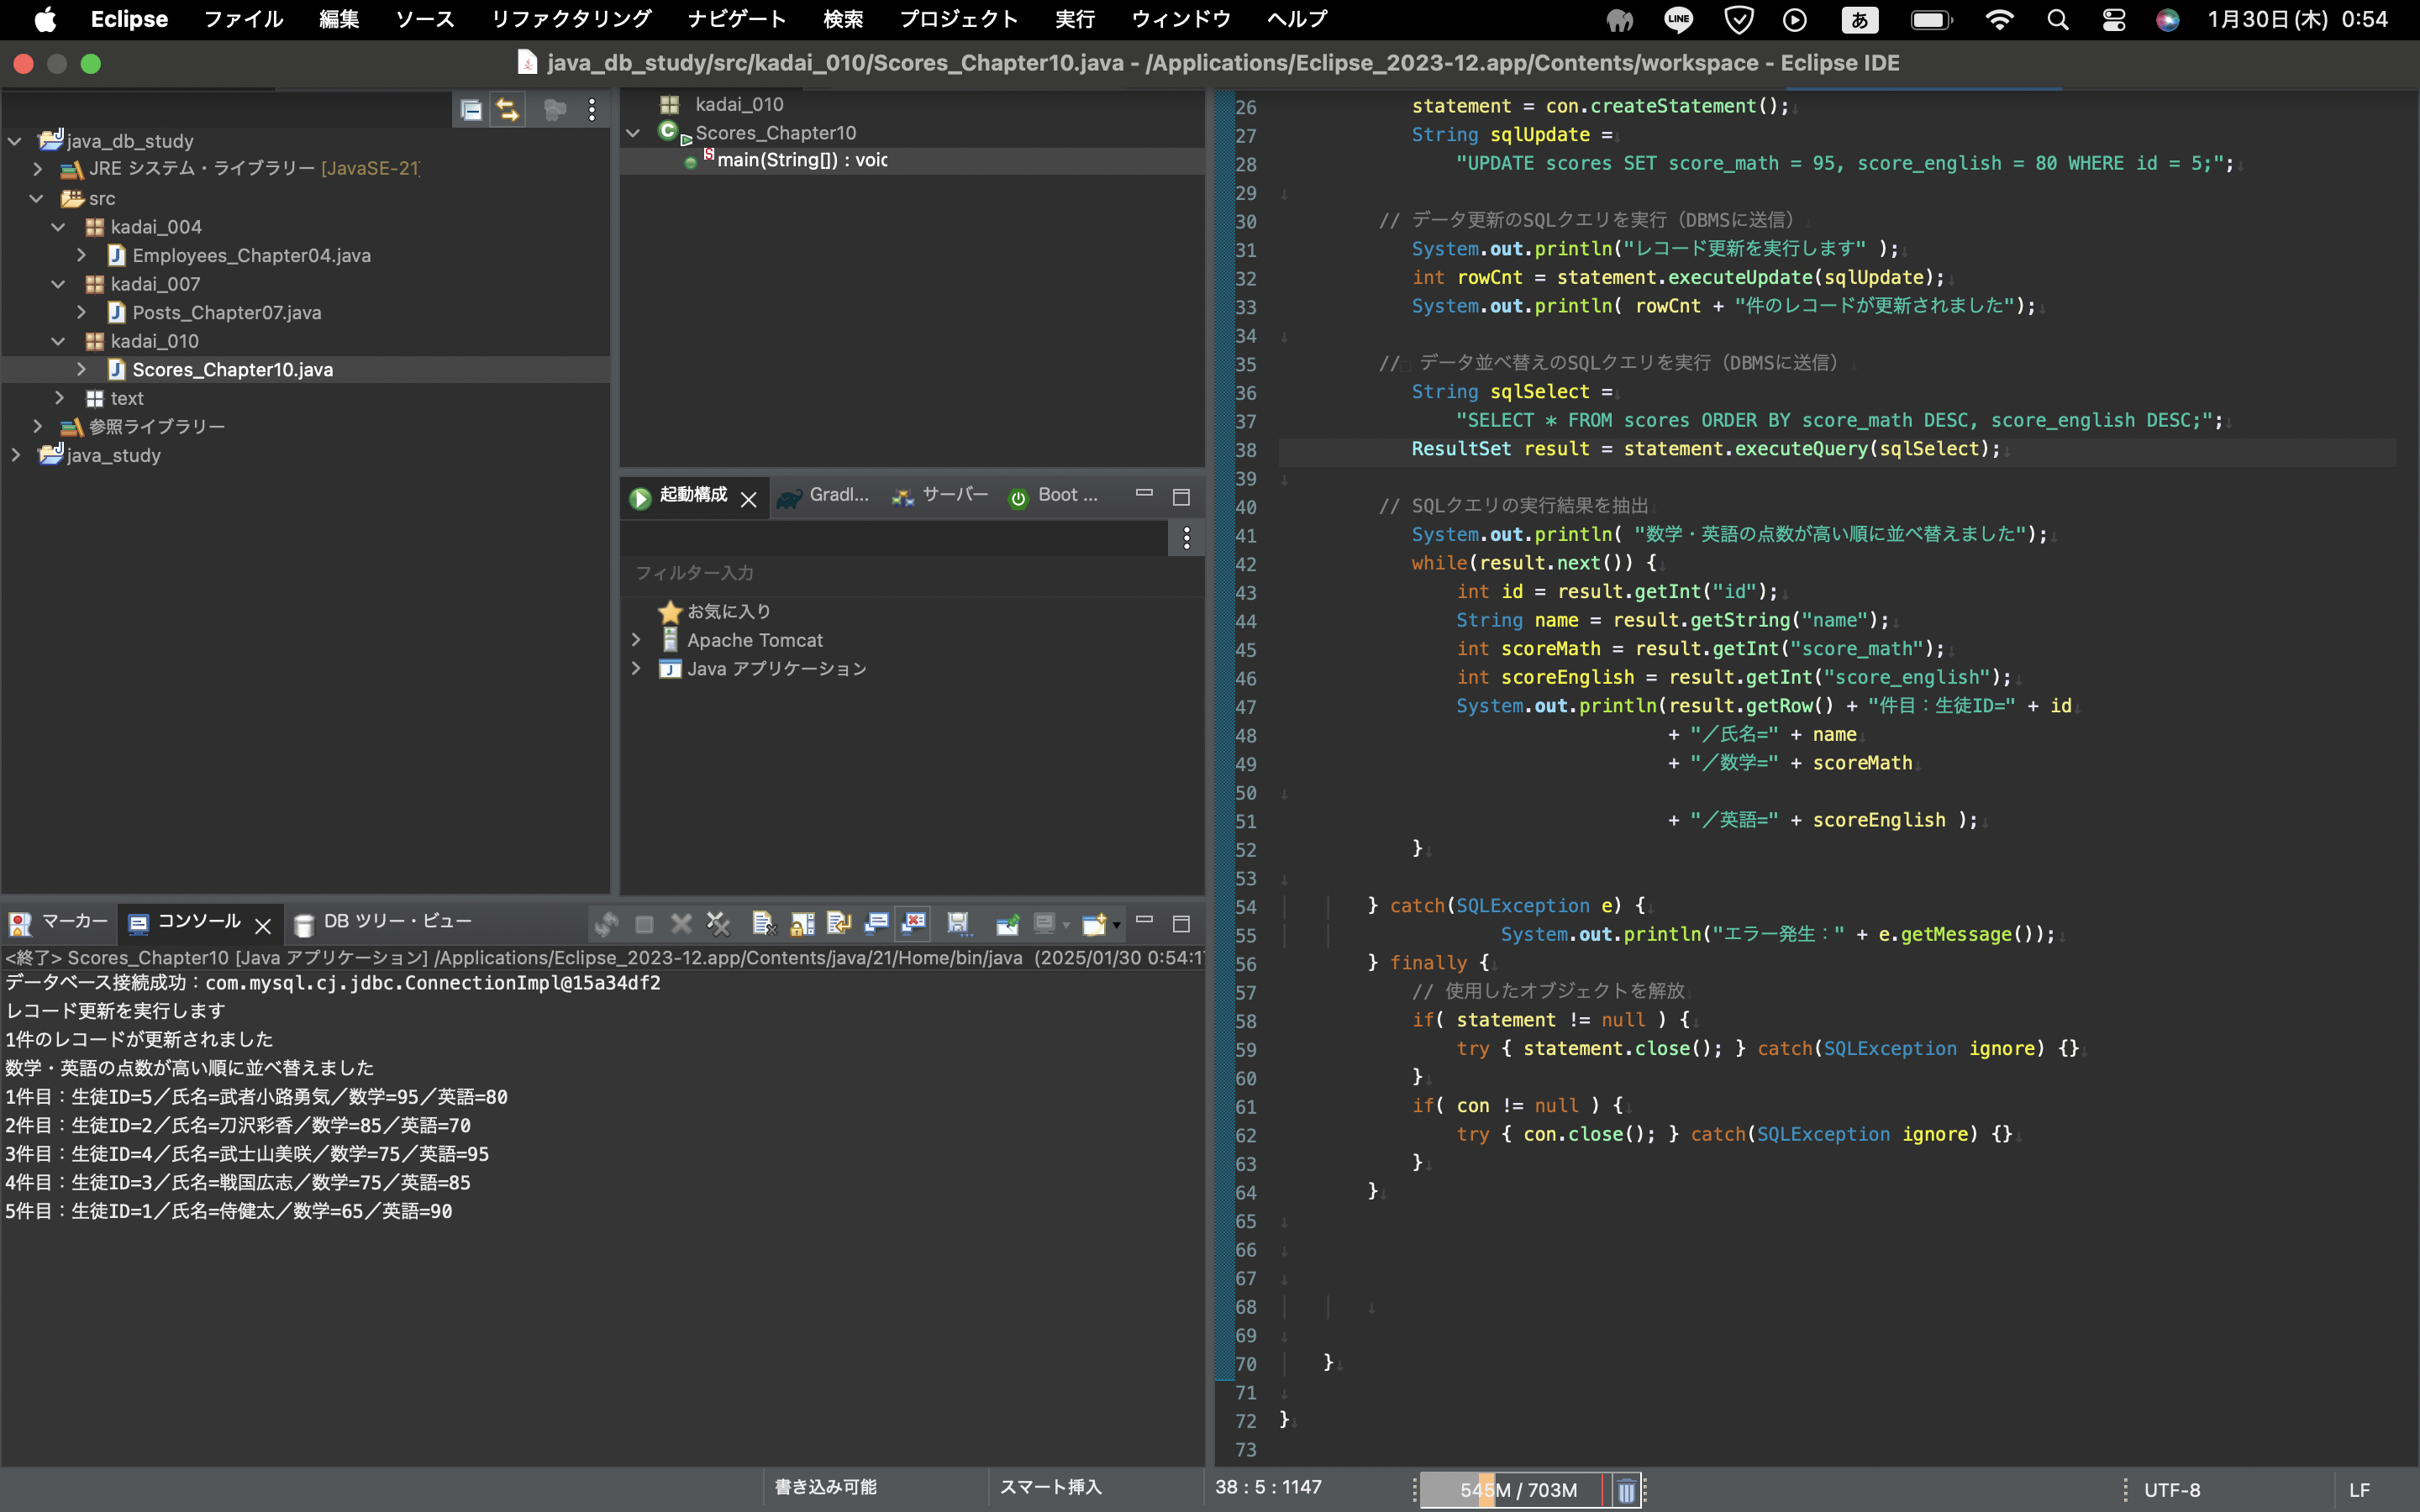 Eclipse ファイル 編集 ソース リファクタリング ナビゲート 検索 プロジェクト 実行 ウィンドウ ヘルプ LINE あ 1月30日(木) 0:54
java_db_study/src/kadai_010/Scores_Chapter10.java - /Applications/Eclipse_2023-12.app/Contents/workspace - Eclipse IDE
java_db_study
JRE システム・ライブラリー [JavaSE-21]
src
kadai_004
Employees_Chapter04.java
kadai_007
Posts_Chapter07.java
kadai_010
Scores_Chapter10.java
text
参照ライブラリー
java_study
kadai_010
Scores_Chapter10
main(String[]) : voic
起動構成 Gradl... サーバー Boot ...
フィルター入力
お気に入り
Apache Tomcat
Java アプリケーション
マーカー コンソール DB ツリー・ビュー
<終了> Scores_Chapter10 [Java アプリケーション] /Applications/Eclipse_2023-12.app/Contents/java/21/Home/bin/java (2025/01/30 0:54:1
データベース接続成功：com.mysql.cj.jdbc.ConnectionImpl@15a34df2
レコード更新を実行します
1件のレコードが更新されました
数学・英語の点数が高い順に並べ替えました
1件目：生徒ID=5／氏名=武者小路勇気／数学=95／英語=80
2件目：生徒ID=2／氏名=刀沢彩香／数学=85／英語=70
3件目：生徒ID=4／氏名=武士山美咲／数学=75／英語=95
4件目：生徒ID=3／氏名=戦国広志／数学=75／英語=85
5件目：生徒ID=1／氏名=侍健太／数学=65／英語=90
26 statement = con.createStatement();
27 String sqlUpdate =
28 "UPDATE scores SET score_math = 95, score_english = 80 WHERE id = 5;";
29
30 // データ更新のSQLクエリを実行（DBMSに送信）
31 System.out.println("レコード更新を実行します" );
32 int rowCnt = statement.executeUpdate(sqlUpdate);
33 System.out.println( rowCnt + "件のレコードが更新されました");
34
35 // データ並べ替えのSQLクエリを実行（DBMSに送信）
36 String sqlSelect =
37 "SELECT * FROM scores ORDER BY score_math DESC, score_english DESC;";
38 ResultSet result = statement.executeQuery(sqlSelect);
39
40 // SQLクエリの実行結果を抽出
41 System.out.println( "数学・英語の点数が高い順に並べ替えました");
42 while(result.next()) {
43 int id = result.getInt("id");
44 String name = result.getString("name");
45 int scoreMath = result.getInt("score_math");
46 int scoreEnglish = result.getInt("score_english");
47 System.out.println(result.getRow() + "件目：生徒ID=" + id
48 + "／氏名=" + name
49 + "／数学=" + scoreMath
50
51 + "／英語=" + scoreEnglish );
52 }
53
54 } catch(SQLException e) {
55 System.out.println("エラー発生：" + e.getMessage());
56 } finally {
57 // 使用したオブジェクトを解放
58 if( statement != null ) {
59 try { statement.close(); } catch(SQLException ignore) {}
60 }
61 if( con != null ) {
62 try { con.close(); } catch(SQLException ignore) {}
63 }
64 }
65
66
67
68
69
70 }
71
72 }
73
書き込み可能 スマート挿入 38 : 5 : 1147 545M / 703M UTF-8 LF